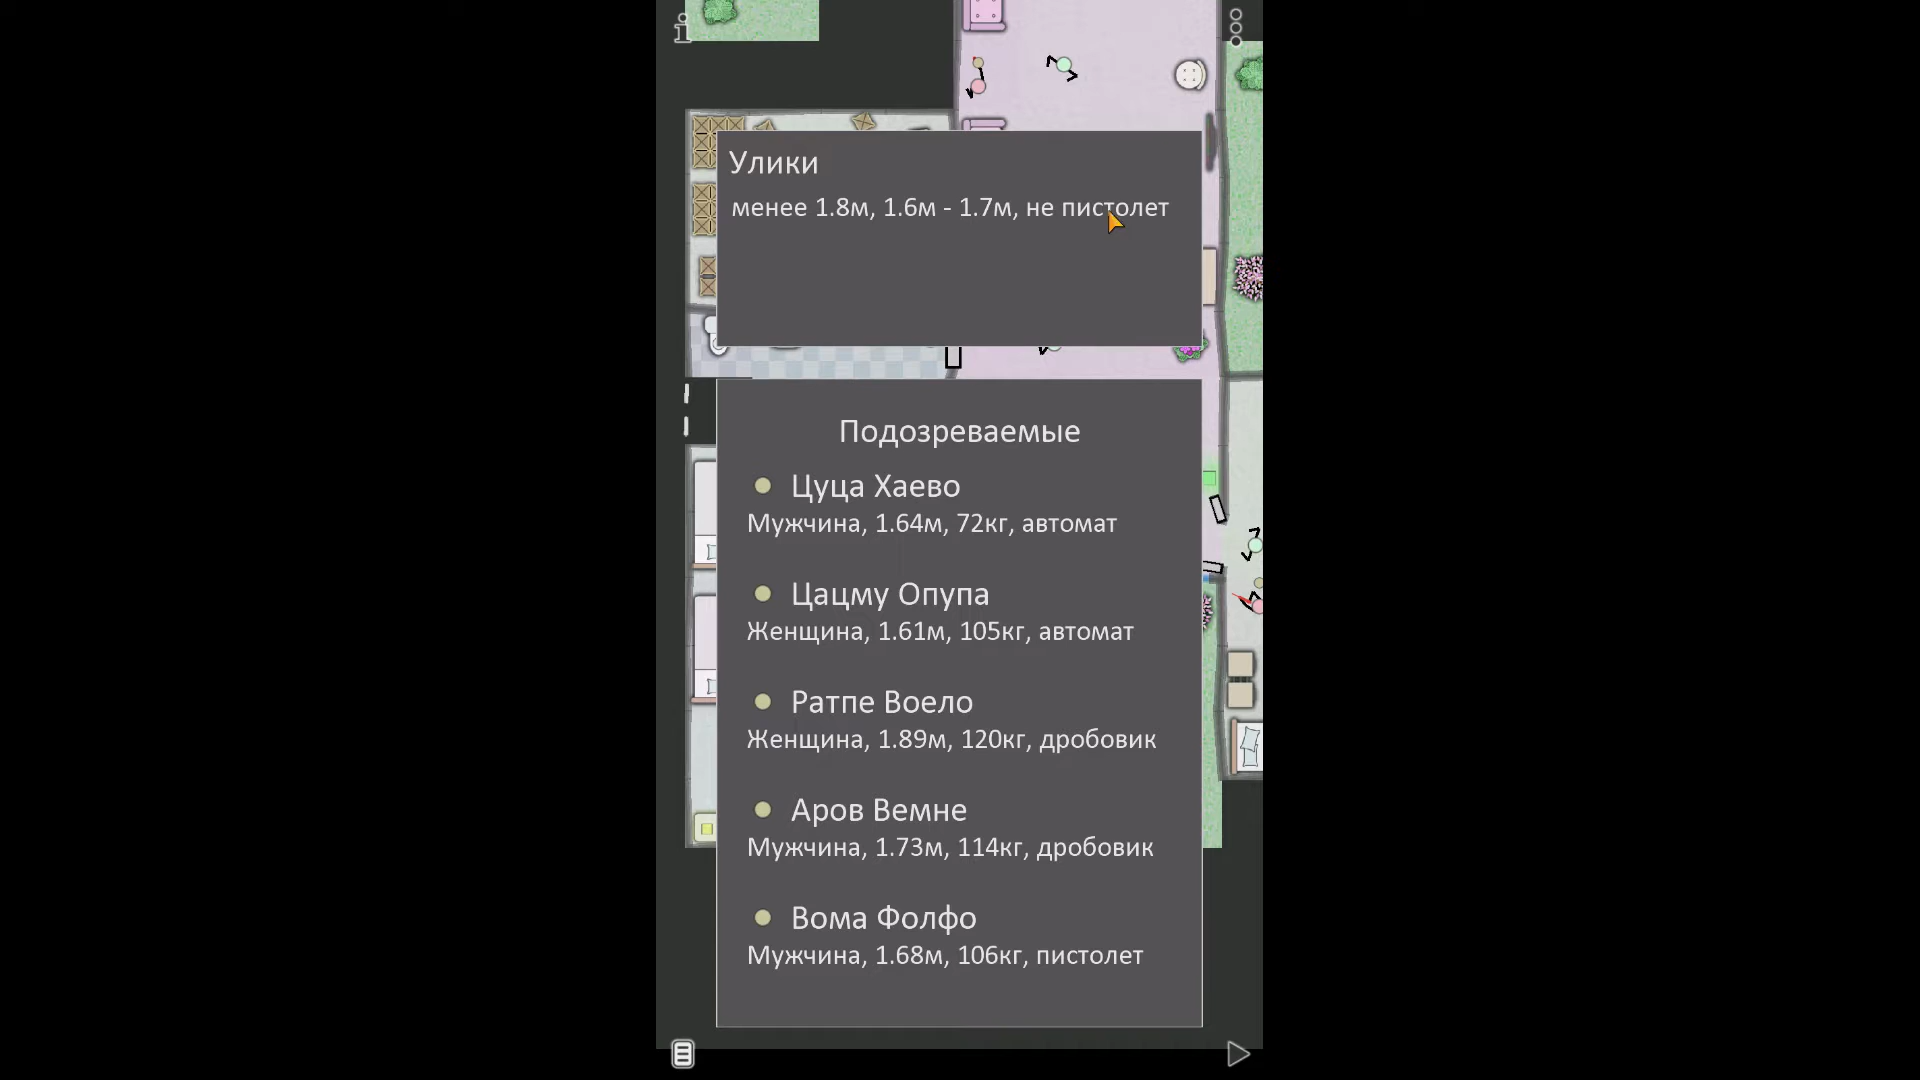 Улики
менее 1.8м, 1.6м - 1.7м, не пистолет
Подозреваемые
Цуца Хаево
Мужчина, 1.64м, 72кг, автомат
Цацму Опупа
Женщина, 1.61м, 105кг, автомат
Ратпе Воело
Женщина, 1.89м, 120кг, дробовик
Аров Вемне
Мужчина, 1.73м, 114кг, дробовик
Вома Фолфо
Мужчина, 1.68м, 106кг, пистолет